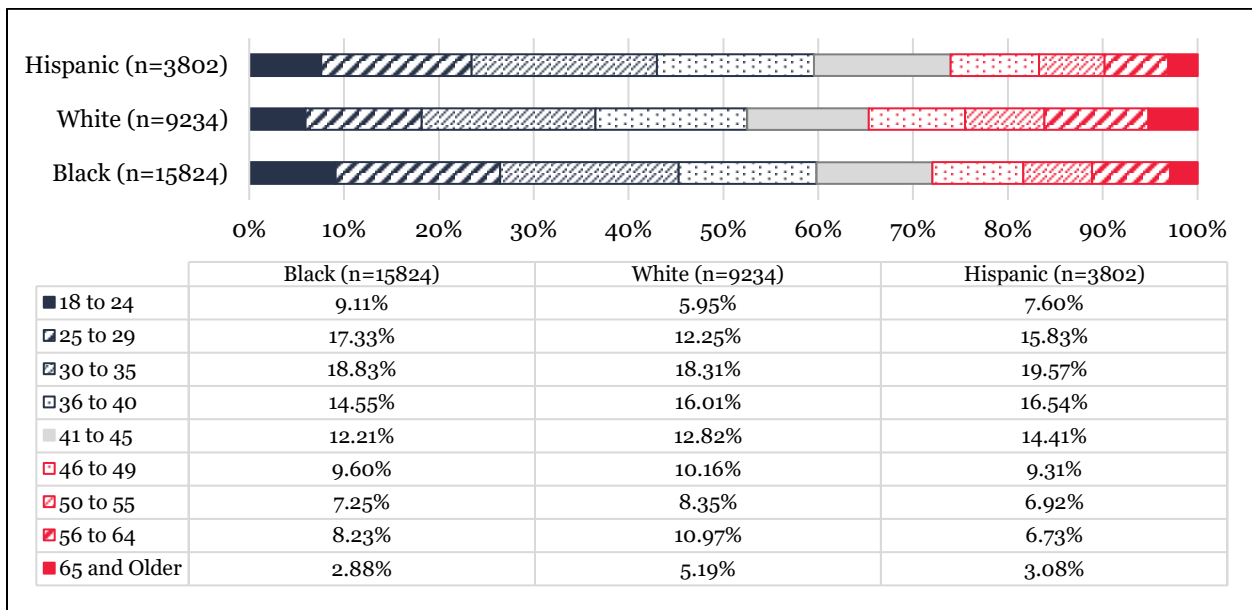 Hispanic (n=3802)
White (n=9234)
Black (n=15824)
0% 10% 20% 30% 40% 50% 60% 70% 80% 90% 100%
Black (n=15824) White (n=9234) Hispanic (n=3802)
18 to 24 9.11% 5.95% 7.60%
25 to 29 17.33% 12.25% 15.83%
30 to 35 18.83% 18.31% 19.57%
36 to 40 14.55% 16.01% 16.54%
41 to 45 12.21% 12.82% 14.41%
46 to 49 9.60% 10.16% 9.31%
50 to 55 7.25% 8.35% 6.92%
56 to 64 8.23% 10.97% 6.73%
65 and Older 2.88% 5.19% 3.08%